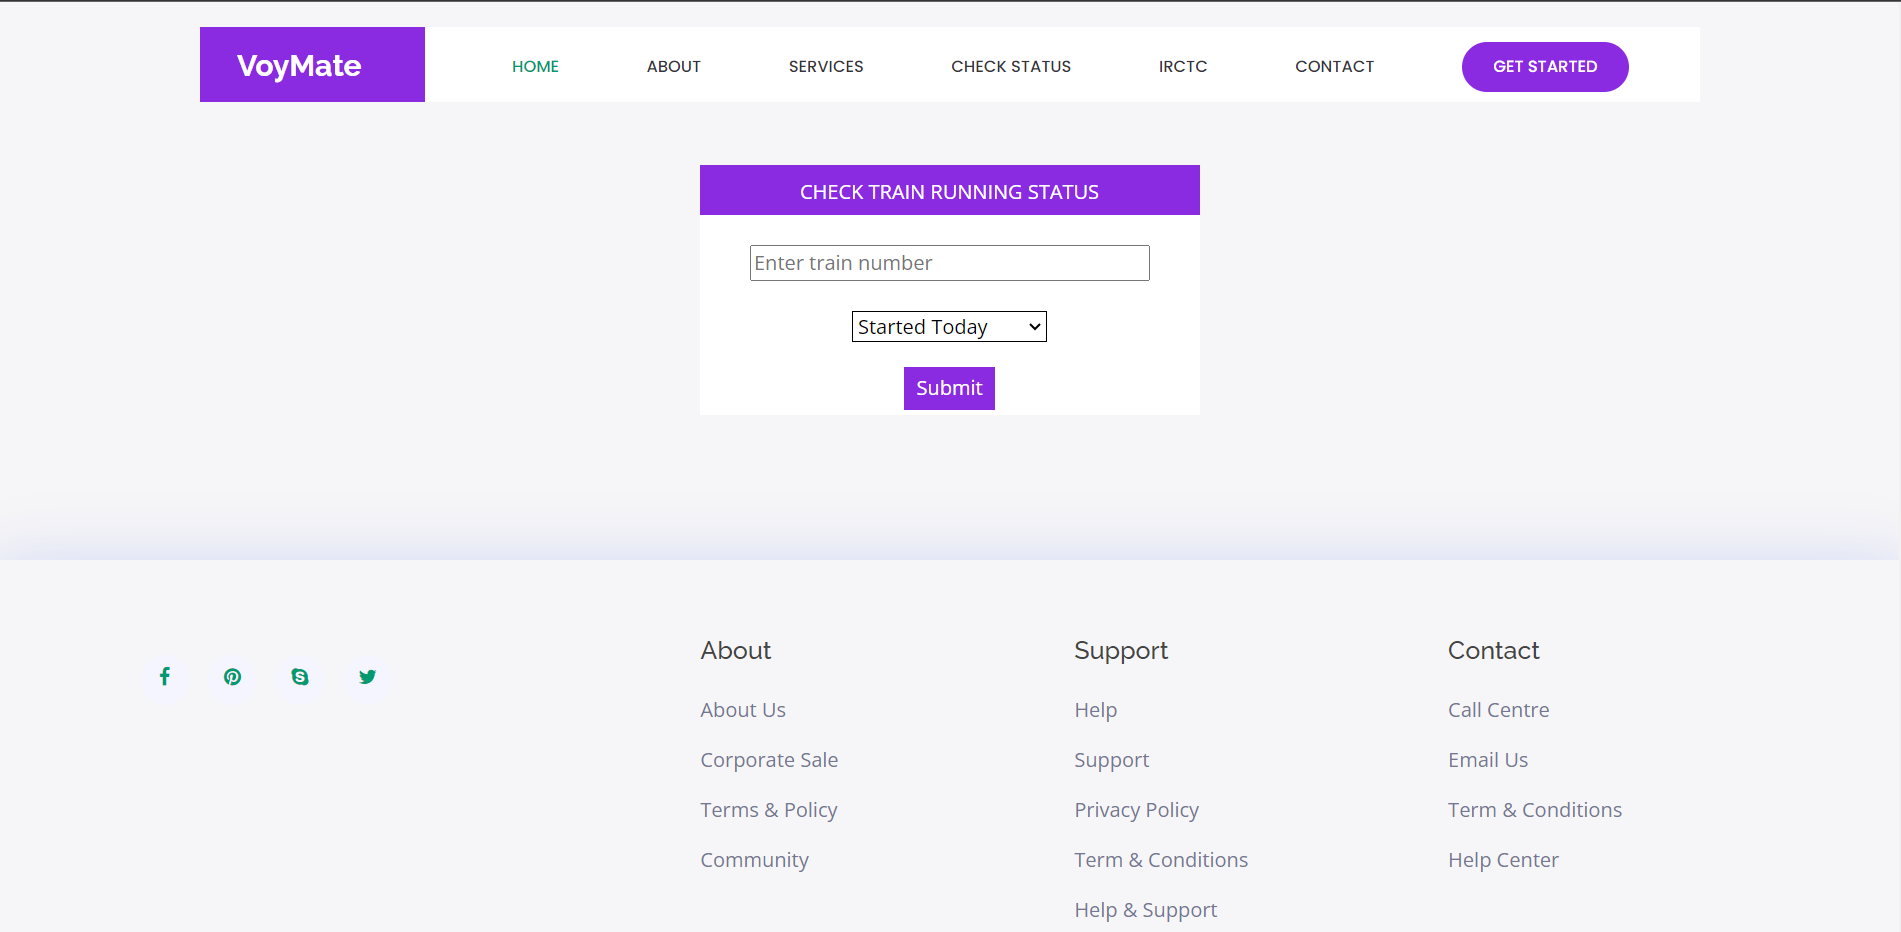 VoyMate
HOME ABOUT SERVICES CHECK STATUS IRCTC CONTACT GET STARTED
CHECK TRAIN RUNNING STATUS
Enter train number
Started Today
Submit
About
About Us
Corporate Sale
Terms & Policy
Community
Support
Help
Support
Privacy Policy
Term & Conditions
Help & Support
Contact
Call Centre
Email Us
Term & Conditions
Help Center